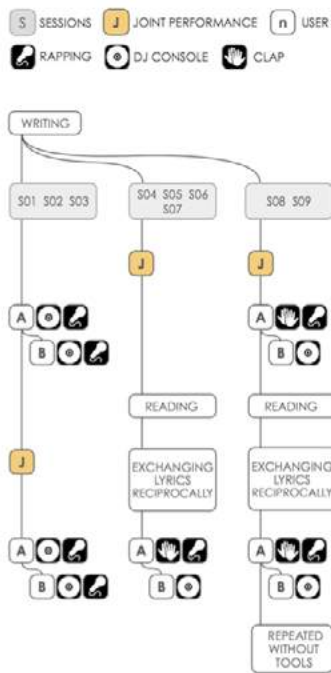 S SESSIONS J JOINT PERFORMANCE n USER
RAPPING DJ CONSOLE CLAP
WRITING
S01 S02 S03
S04 S05 S06
S07
S08 S09
J
J
A
A
B
B
READING
READING
J
EXCHANGING
LYRICS
RECIPROCALLY
EXCHANGING
LYRICS
RECIPROCALLY
A
A
A
B
B
B
REPEATED
WITHOUT
TOOLS